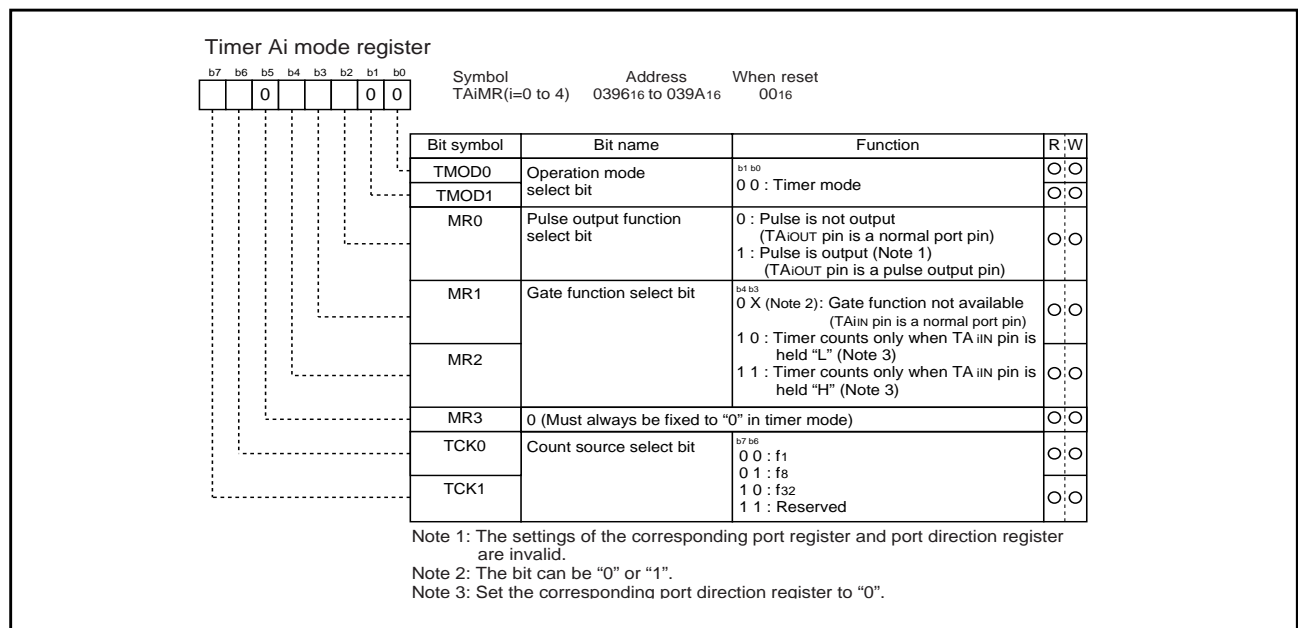 Timer Ai mode register
b7 b6 b5 b4 b3 b2 b1 b0
0 0 0
Symbol Address When reset
TAiMR(i=0 to 4) 039616 to 039A16 0016
Bit symbol Bit name Function R W
TMOD0 Operation mode select bit
b1 b0
0 0 : Timer mode
TMOD1
MR0 Pulse output function select bit
0 : Pulse is not output
(TAiOUT pin is a normal port pin)
1 : Pulse is output (Note 1)
(TAiOUT pin is a pulse output pin)
MR1 Gate function select bit
b4 b3
0 X (Note 2): Gate function not available
(TAiIN pin is a normal port pin)
1 0 : Timer counts only when TAiIN pin is
held “L” (Note 3)
MR2
1 1 : Timer counts only when TAiIN pin is
held “H” (Note 3)
MR3 0 (Must always be fixed to “0” in timer mode)
TCK0 Count source select bit
b7 b6
0 0 : f1
0 1 : f8
TCK1
1 0 : f32
1 1 : Reserved
Note 1: The settings of the corresponding port register and port direction register
are invalid.
Note 2: The bit can be “0” or “1”.
Note 3: Set the corresponding port direction register to “0”.